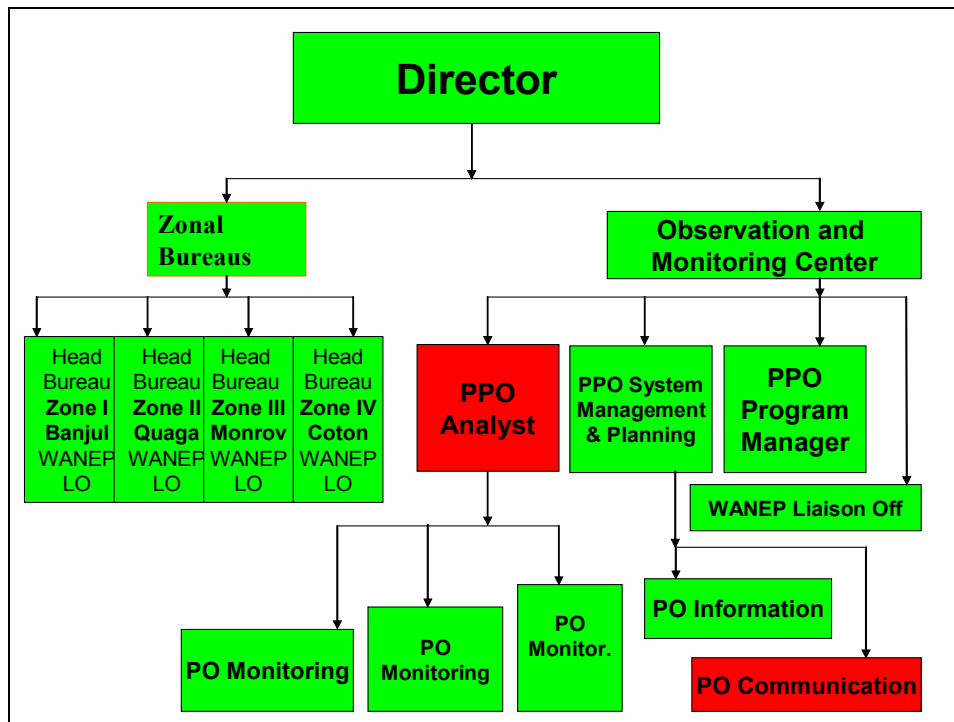 Director
Zonal
Bureaus
Observation and
Monitoring Center
Head
Bureau
Zone I
Banjul
WANEP
LO
Head
Bureau
Zone II
Quaga
WANEP
LO
Head
Bureau
Zone III
Monrov
WANEP
LO
Head
Bureau
Zone IV
Coton
WANEP
LO
PPO
Analyst
PPO System
Management
& Planning
PPO
Program
Manager
WANEP Liaison Off
PO Monitoring
PO
Monitoring
PO
Monitor.
PO Information
PO Communication